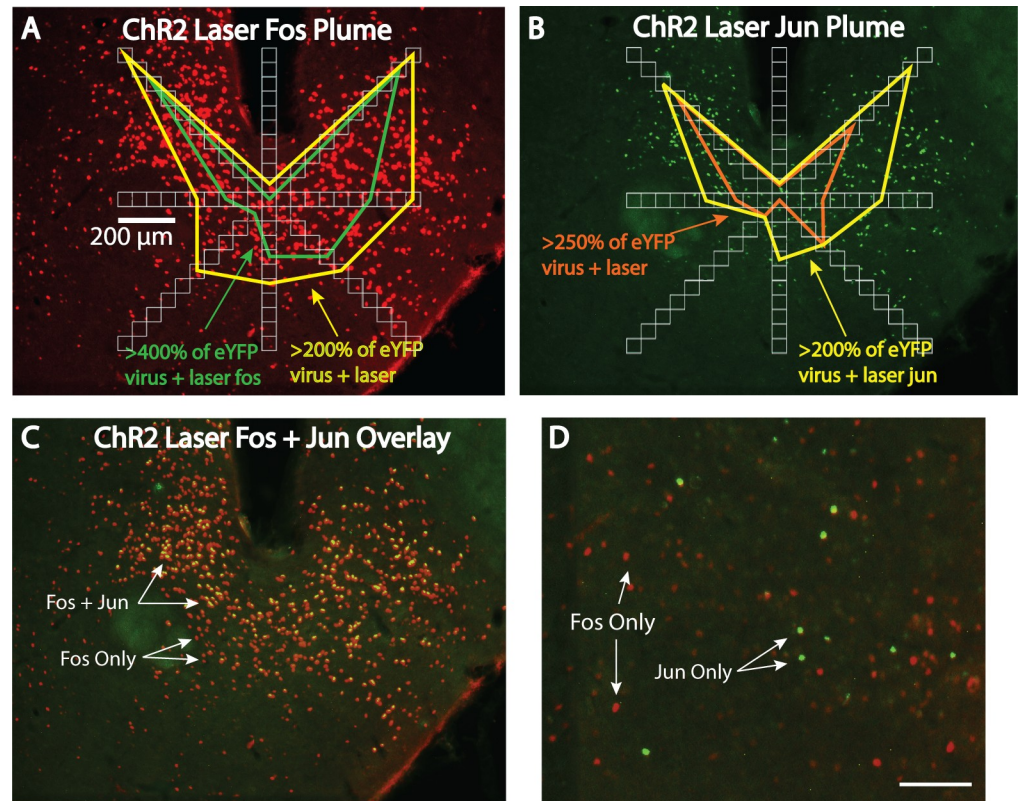 A
ChR2 Laser Fos Plume
200 µm
>400% of eYFP
virus + laser fos
>200% of eYFP
virus + laser
B
ChR2 Laser Jun Plume
>250% of eYFP
virus + laser
>200% of eYFP
virus + laser jun
C
ChR2 Laser Fos + Jun Overlay
Fos + Jun
Fos Only
D
Fos Only
Jun Only